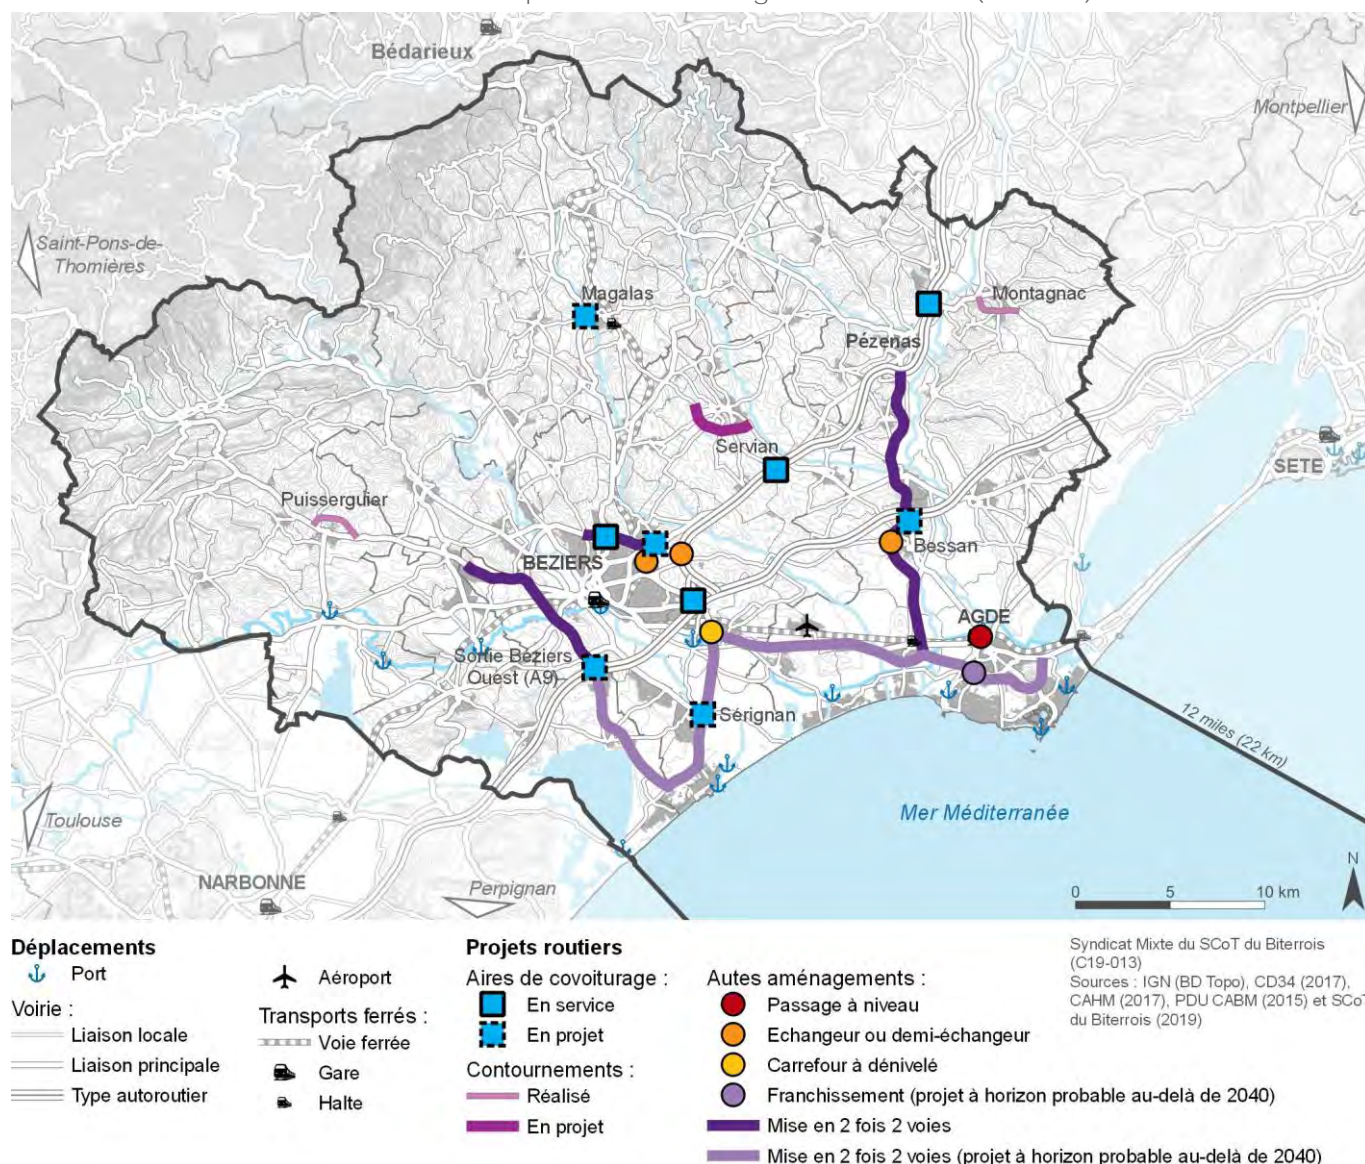 Bédarieux
Montpellier
Saint-Pons-de-
Thomières
Magalas
Montagnac
Pézenas
Servian
SETE
Puisserguier
BEZIERS
Bessan
AGDE
Sortie Béziers
Ouest (A9)
Sérignan
12 miles (22 km)
Toulouse
Mer Méditerranée
NARBONNE
Perpignan
N
0 5 10 km
Déplacements
Port
Voirie :
Liaison locale
Liaison principale
Type autoroutier
Aéroport
Transports ferrés :
Voie ferrée
Gare
Halte
Projets routiers
Aires de covoiturage :
En service
En projet
Contournements :
Réalisé
En projet
Autes aménagements :
Passage à niveau
Echangeur ou demi-échangeur
Carrefour à dénivelé
Franchissement (projet à horizon probable au-delà de 2040)
Mise en 2 fois 2 voies
Mise en 2 fois 2 voies (projet à horizon probable au-delà de 2040)
Syndicat Mixte du SCoT du Biterrois
(C19-013)
Sources : IGN (BD Topo), CD34 (2017),
CAHM (2017), PDU CABM (2015) et SCoT
du Biterrois (2019)